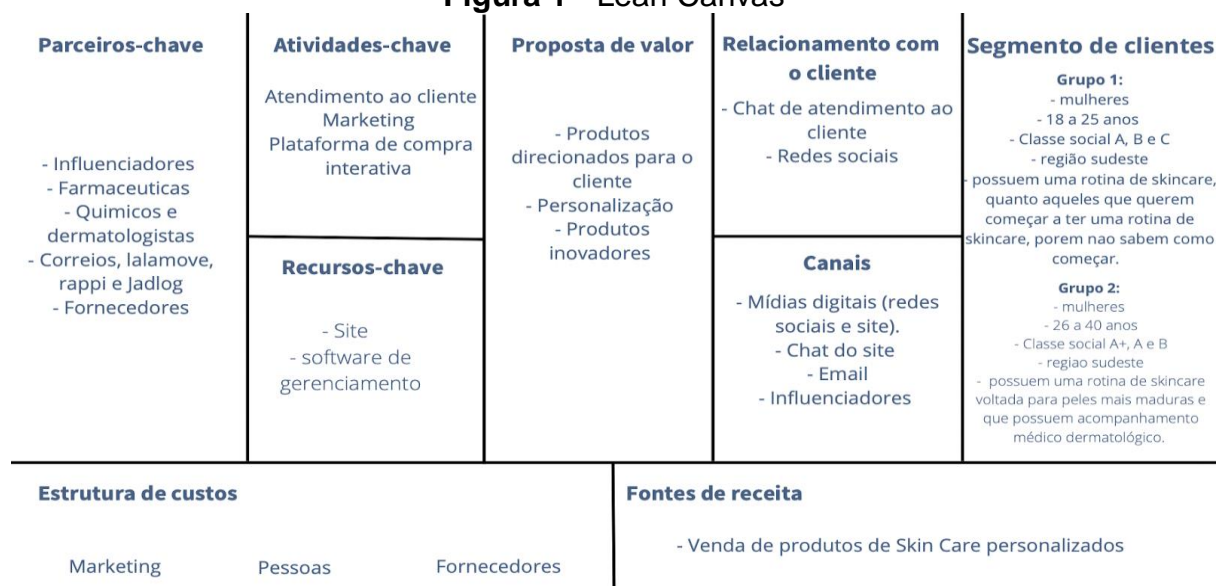 Figura 1 - Lean Canvas
Parceiros-chave
- Influenciadores
- Farmaceuticas
- Quimicos e
dermatologistas
- Correios, lalamove,
rappi e Jadlog
- Fornecedores
Atividades-chave
Atendimento ao cliente
Marketing
Plataforma de compra
interativa
Recursos-chave
- Site
- software de
gerenciamento
Proposta de valor
- Produtos
direcionados para o
cliente
- Personalização
- Produtos
inovadores
Relacionamento com
o cliente
- Chat de atendimento ao
cliente
- Redes sociais
Canais
- Mídias digitais (redes
sociais e site).
- Chat do site
- Email
- Influenciadores
Segmento de clientes
Grupo 1:
- mulheres
- 18 a 25 anos
- Classe social A, B e C
- região sudeste
- possuem uma rotina de skincare,
quanto aqueles que querem
começar a ter uma rotina de
skincare, porem nao sabem como
começar.
Grupo 2:
- mulheres
- 26 a 40 anos
- Classe social A+, A e B
- regiao sudeste
- possuem uma rotina de skincare
voltada para peles mais maduras e
que possuem acompanhamento
médico dermatológico.
Estrutura de custos
Marketing
Pessoas
Fornecedores
Fontes de receita
- Venda de produtos de Skin Care personalizados